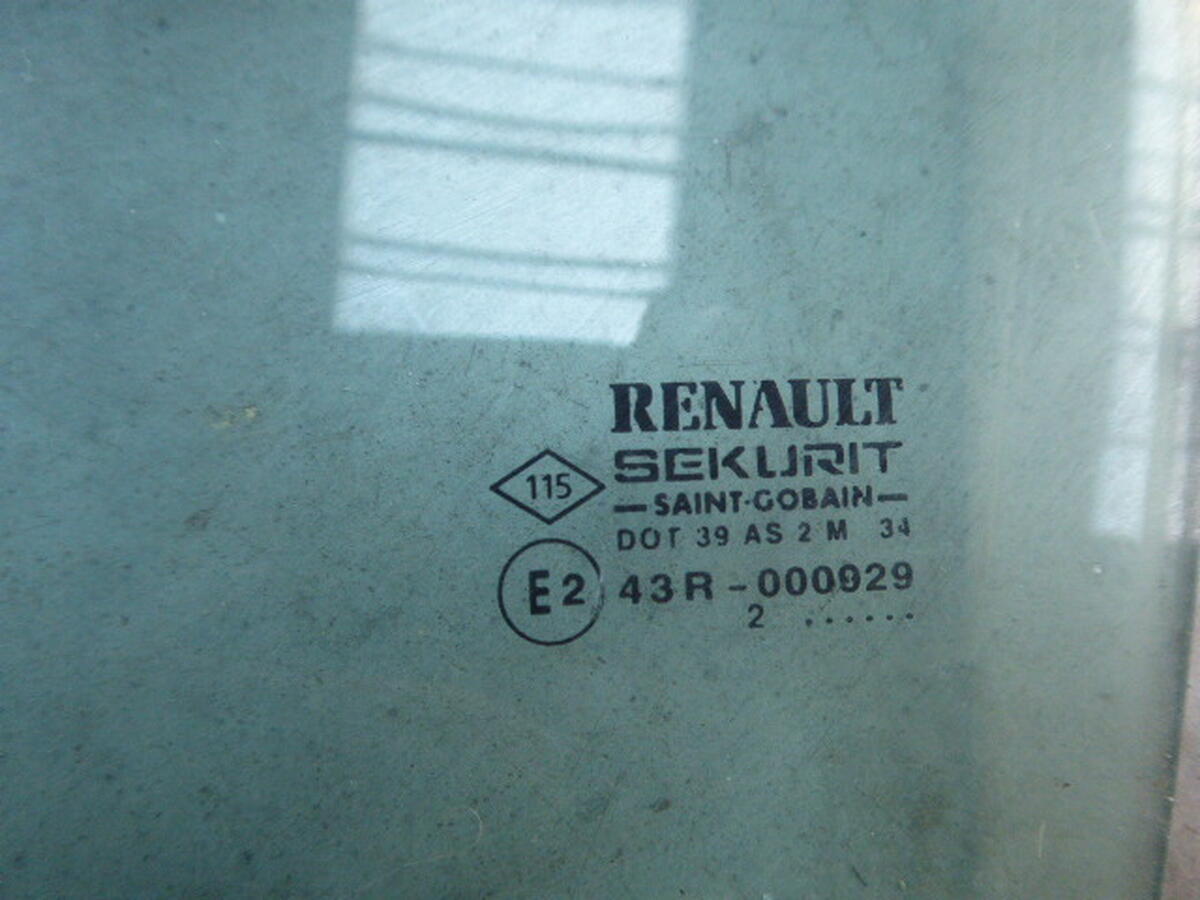 RENAULT
SEKURIT
115
—SAINT-GOBAIN—
DOT 39 AS 2 M 34
E2 43R-000929
2 ......